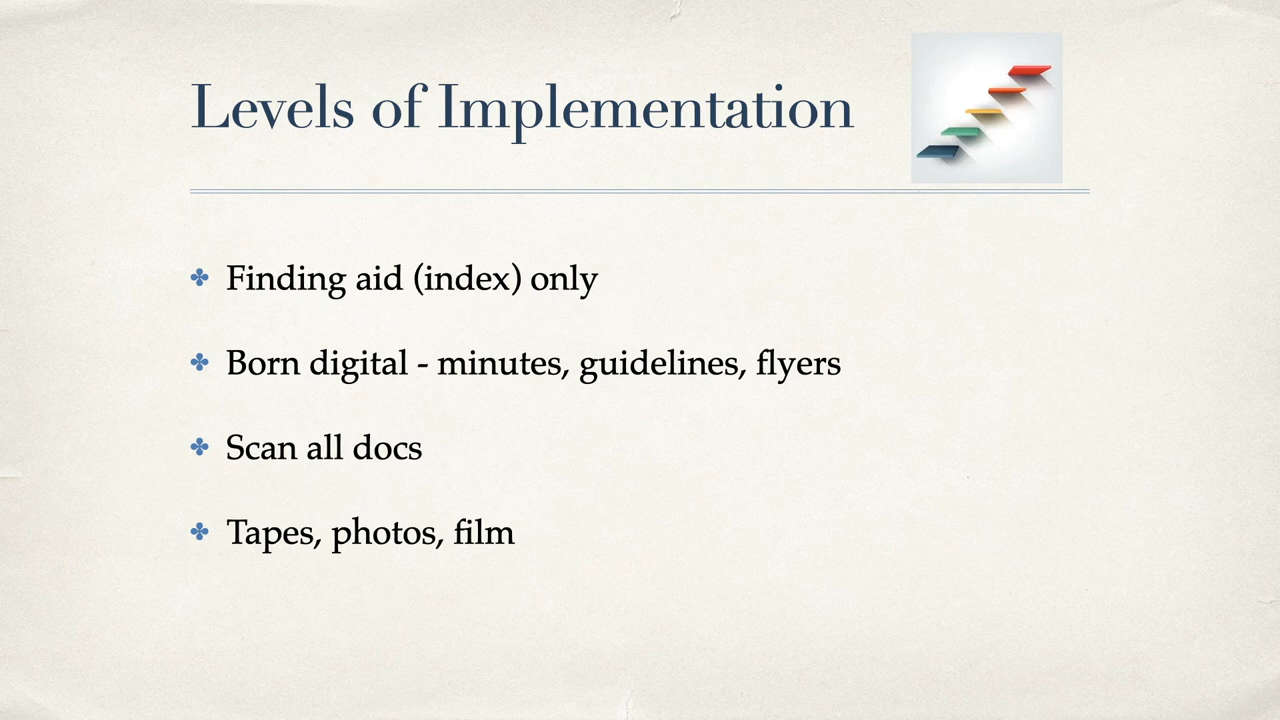 Levels of Implementation
Finding aid (index) only
Born digital - minutes, guidelines, flyers
Scan all docs
Tapes, photos, film